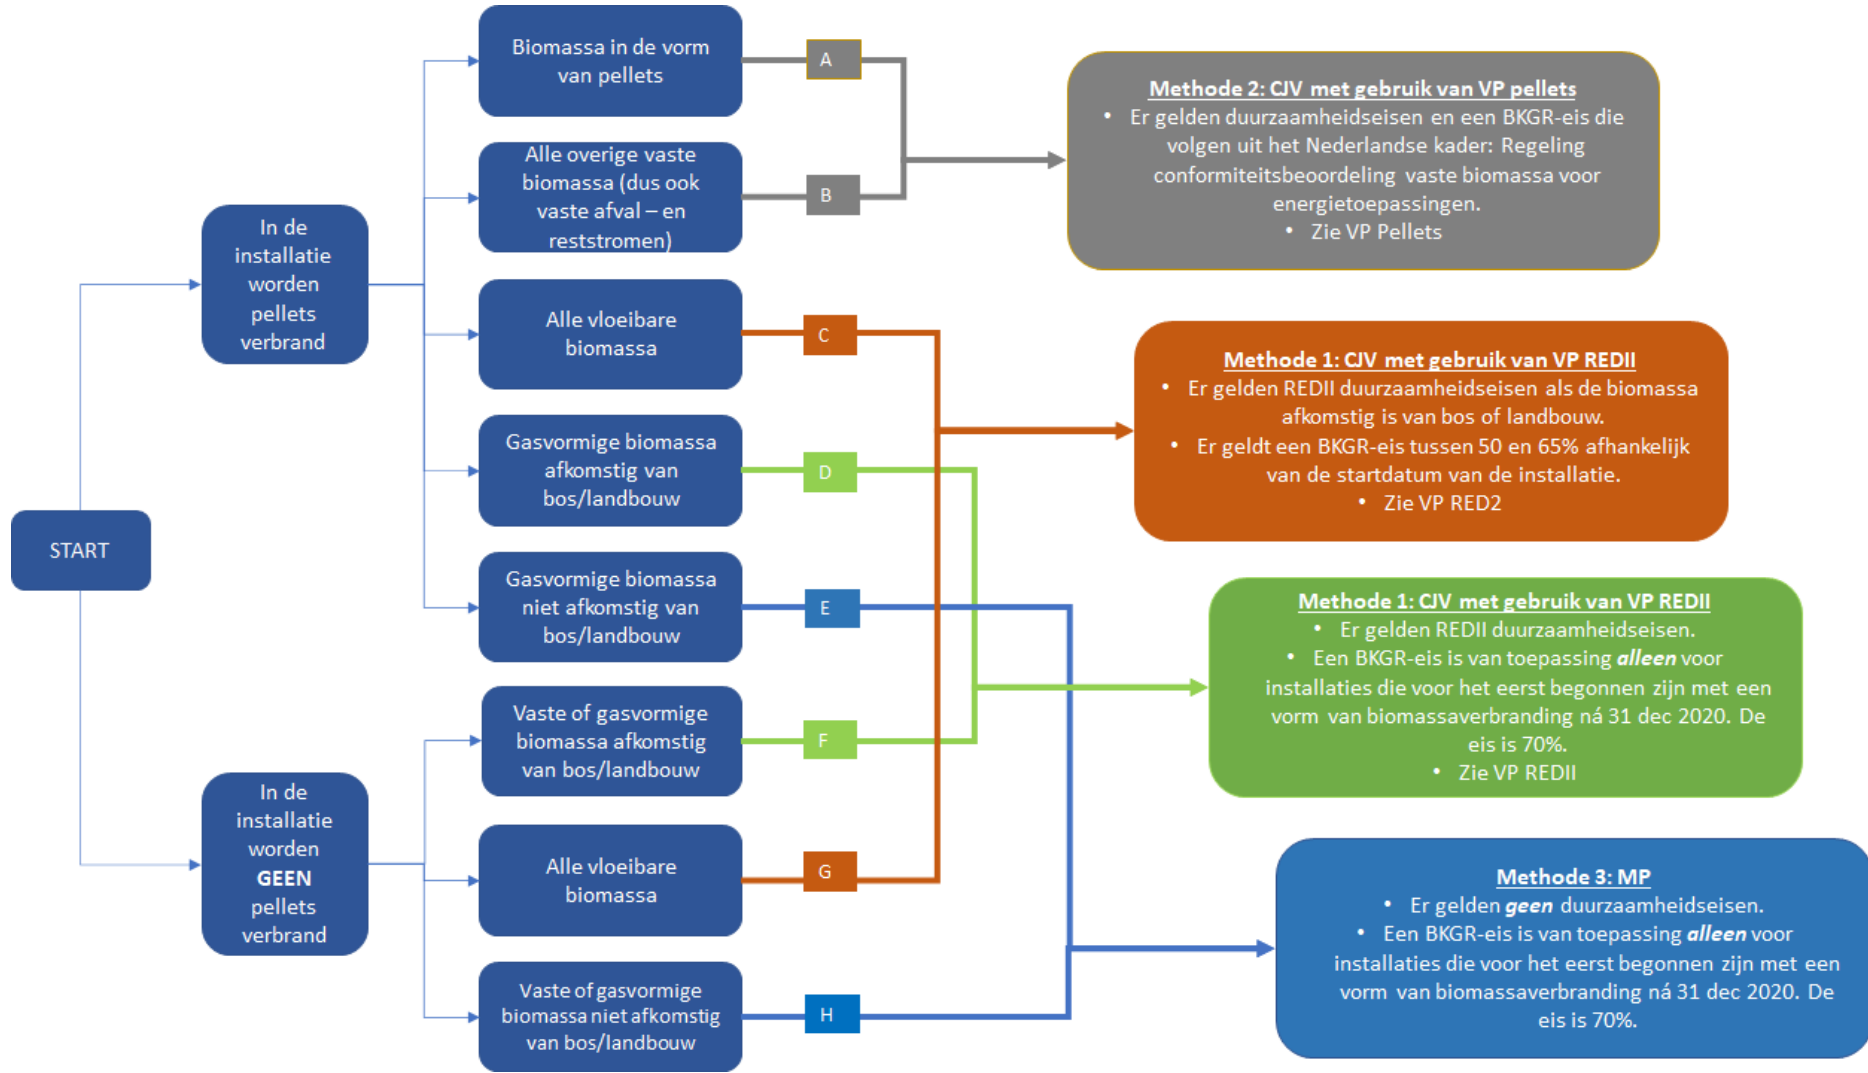 START
In de
installatie
worden
pellets
verbrand
In de
installatie
worden
GEEN
pellets
verbrand
Biomassa in de vorm
van pellets
Alle overige vaste
biomassa (dus ook
vaste afval – en
reststromen)
Alle vloeibare
biomassa
Gasvormige biomassa
afkomstig van
bos/landbouw
Gasvormige biomassa
niet afkomstig van
bos/landbouw
Vaste of gasvormige
biomassa afkomstig
van bos/landbouw
Alle vloeibare
biomassa
Vaste of gasvormige
biomassa niet afkomstig
van bos/landbouw
A
B
C
D
E
F
G
H
Methode 2: CJV met gebruik van VP pellets
• Er gelden duurzaamheidseisen en een BKGR-eis die
volgen uit het Nederlandse kader: Regeling
conformiteitsbeoordeling vaste biomassa voor
energietoepassingen.
• Zie VP Pellets
Methode 1: CJV met gebruik van VP REDII
• Er gelden REDII duurzaamheidseisen als de biomassa
afkomstig is van bos of landbouw.
• Er geldt een BKGR-eis tussen 50 en 65% afhankelijk
van de startdatum van de installatie.
• Zie VP RED2
Methode 1: CJV met gebruik van VP REDII
• Er gelden REDII duurzaamheidseisen.
• Een BKGR-eis is van toepassing alleen voor
installaties die voor het eerst begonnen zijn met een
vorm van biomassaverbranding ná 31 dec 2020. De
eis is 70%.
• Zie VP REDII
Methode 3: MP
• Er gelden geen duurzaamheidseisen.
• Een BKGR-eis is van toepassing alleen voor
installaties die voor het eerst begonnen zijn met een
vorm van biomassaverbranding ná 31 dec 2020. De
eis is 70%.